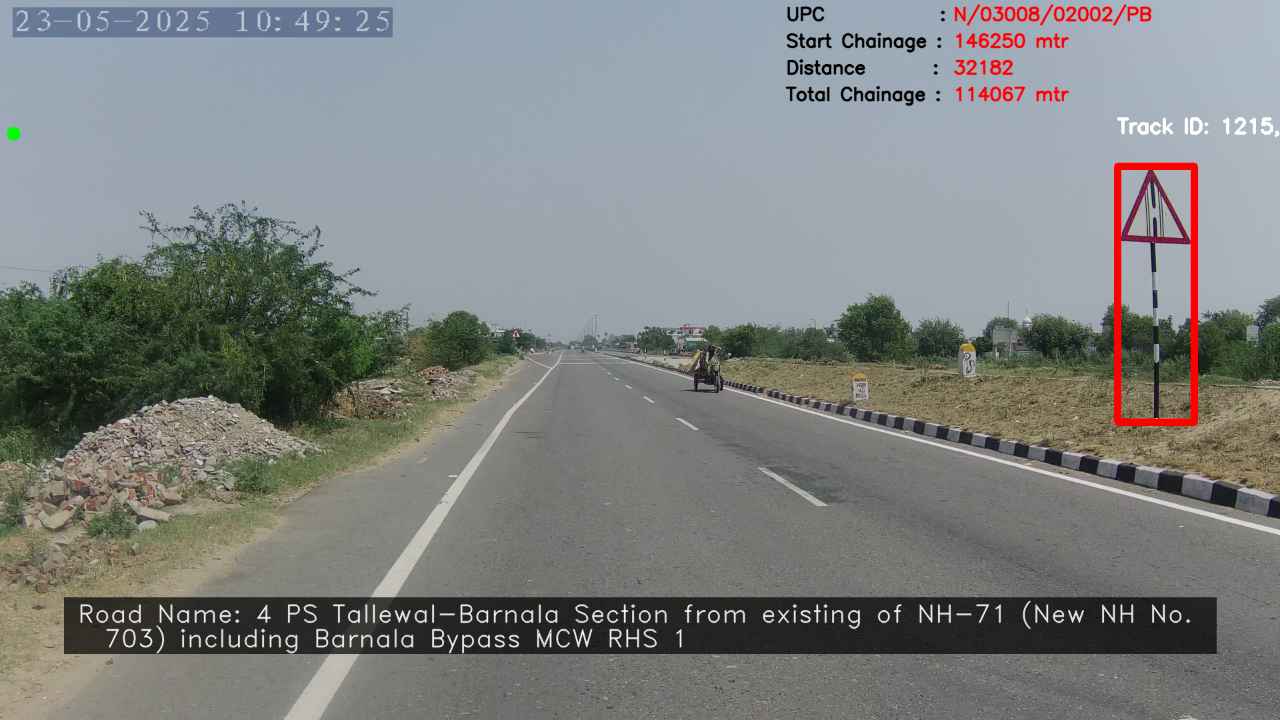 23-05-2025 10:49:25
UPC : N/03008/02002/PB
Start Chainage : 146250 mtr
Distance : 32182
Total Chainage : 114067 mtr
Track ID: 1215,
Road Name: 4 PS Tallewal-Barnala Section from existing of NH-71 (New NH No.
703) including Barnala Bypass MCW RHS 1